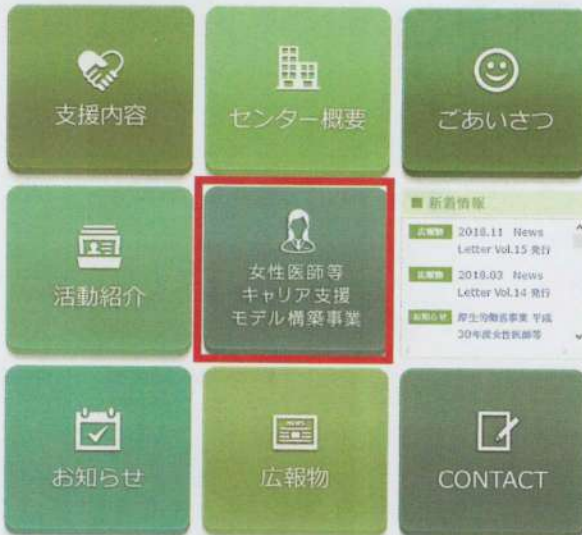 支援内容
センター概要
ごあいさつ
活動紹介
女性医師等
キャリア支援
モデル構築事業
■ 新着情報
広報物 2018.11 News
Letter Vol.15 発行
広報物 2018.03 News
Letter Vol.14 発行
お知らせ 厚生労働省事業 平成
30年度女性医師等
お知らせ
NEWS
広報物
CONTACT